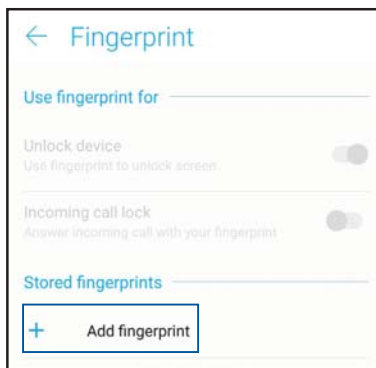 Fingerprint
Use fingerprint for
Unlock device
Use fingerprint to unlock screen.
Incoming call lock
Answer incoming call with your fingerprint
Stored fingerprints
+ Add fingerprint